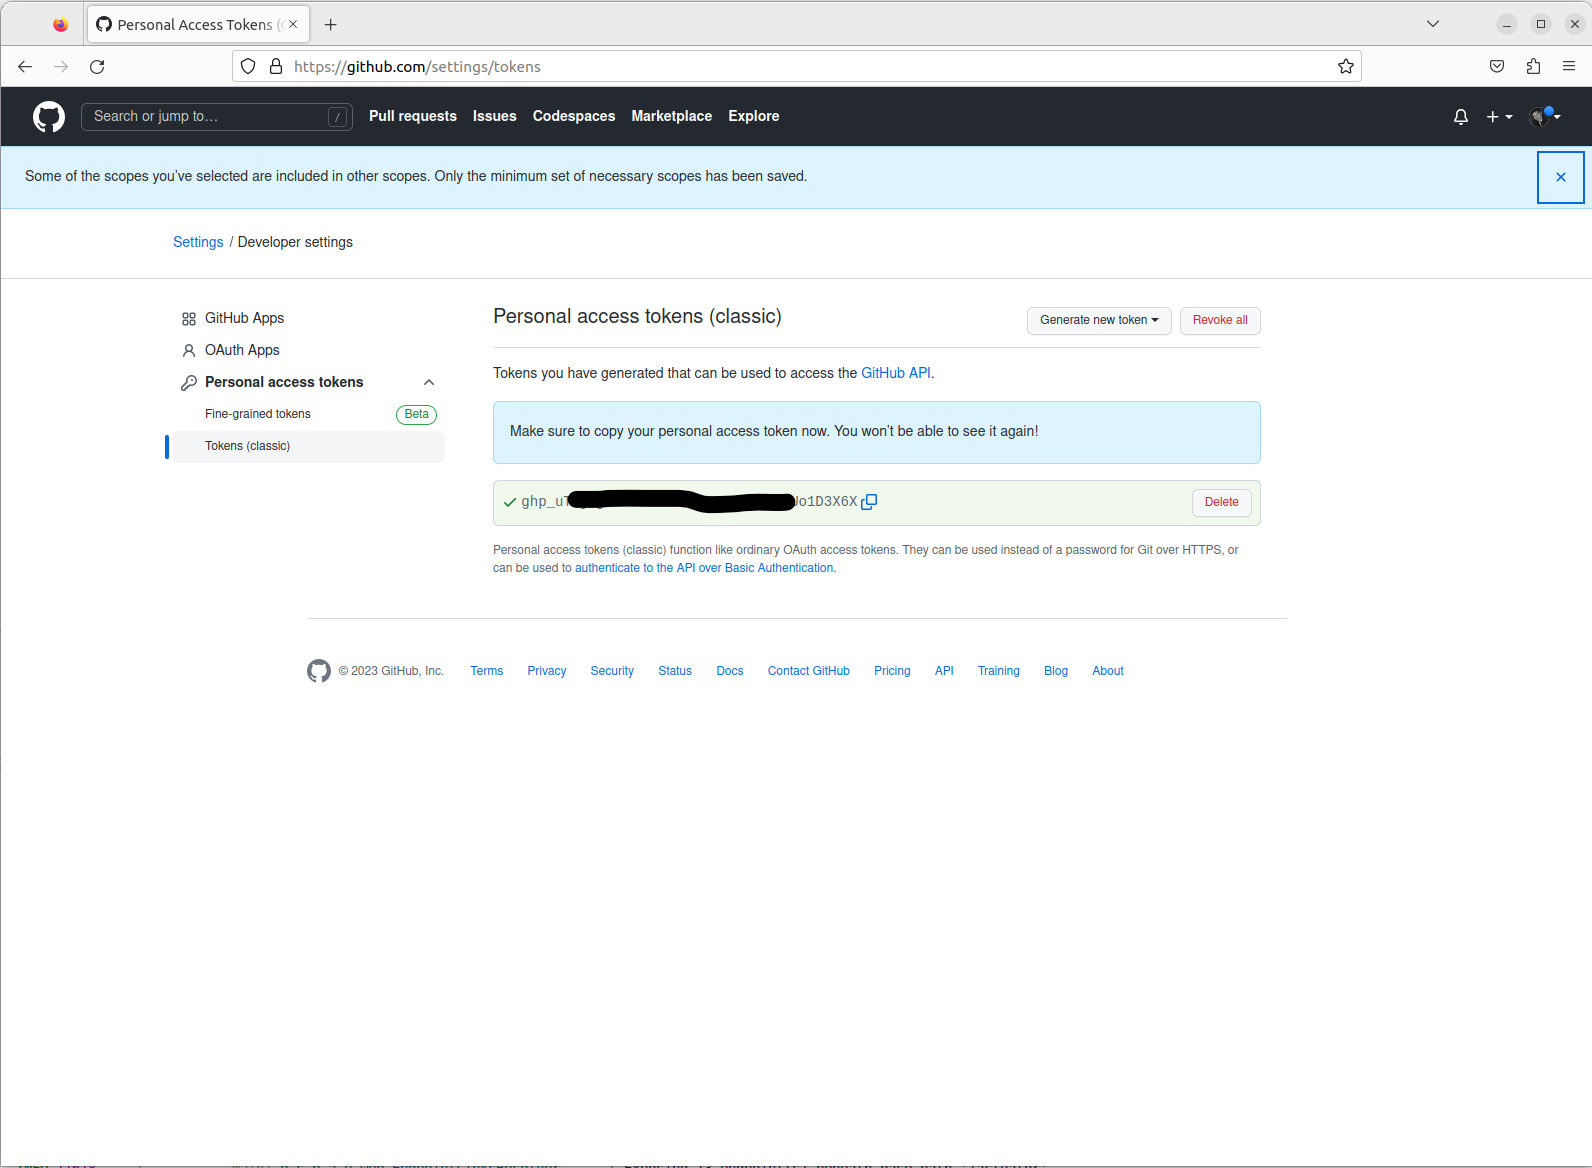 Personal Access Tokens (
https://github.com/settings/tokens
Search or jump to… /
Pull requests Issues Codespaces Marketplace Explore
Some of the scopes you've selected are included in other scopes. Only the minimum set of necessary scopes has been saved.
Settings / Developer settings
GitHub Apps
OAuth Apps
Personal access tokens
Fine-grained tokens Beta
Tokens (classic)
Personal access tokens (classic)
Generate new token Revoke all
Tokens you have generated that can be used to access the GitHub API.
Make sure to copy your personal access token now. You won't be able to see it again!
ghp_u o1D3X6X Delete
Personal access tokens (classic) function like ordinary OAuth access tokens. They can be used instead of a password for Git over HTTPS, or
can be used to authenticate to the API over Basic Authentication.
© 2023 GitHub, Inc. Terms Privacy Security Status Docs Contact GitHub Pricing API Training Blog About